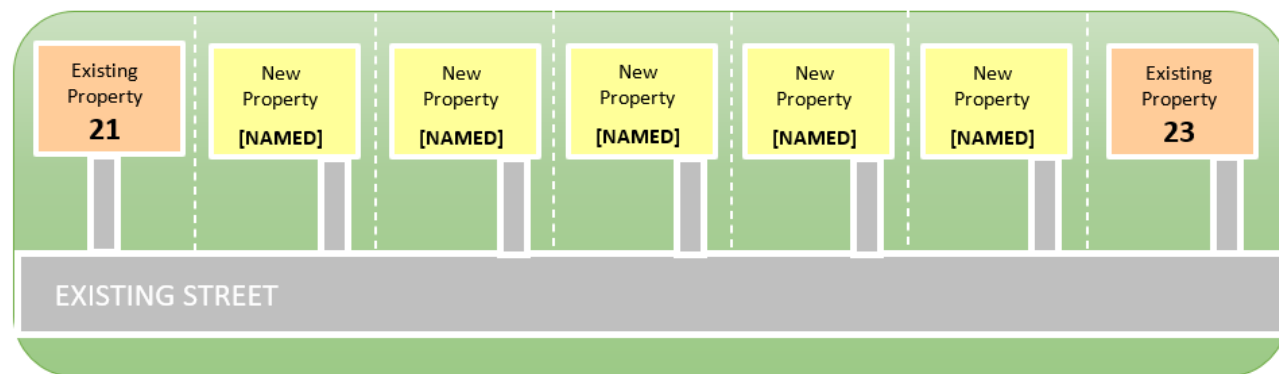 Existing
Property
21
New
Property
[NAMED]
New
Property
[NAMED]
New
Property
[NAMED]
New
Property
[NAMED]
New
Property
[NAMED]
Existing
Property
23
EXISTING STREET